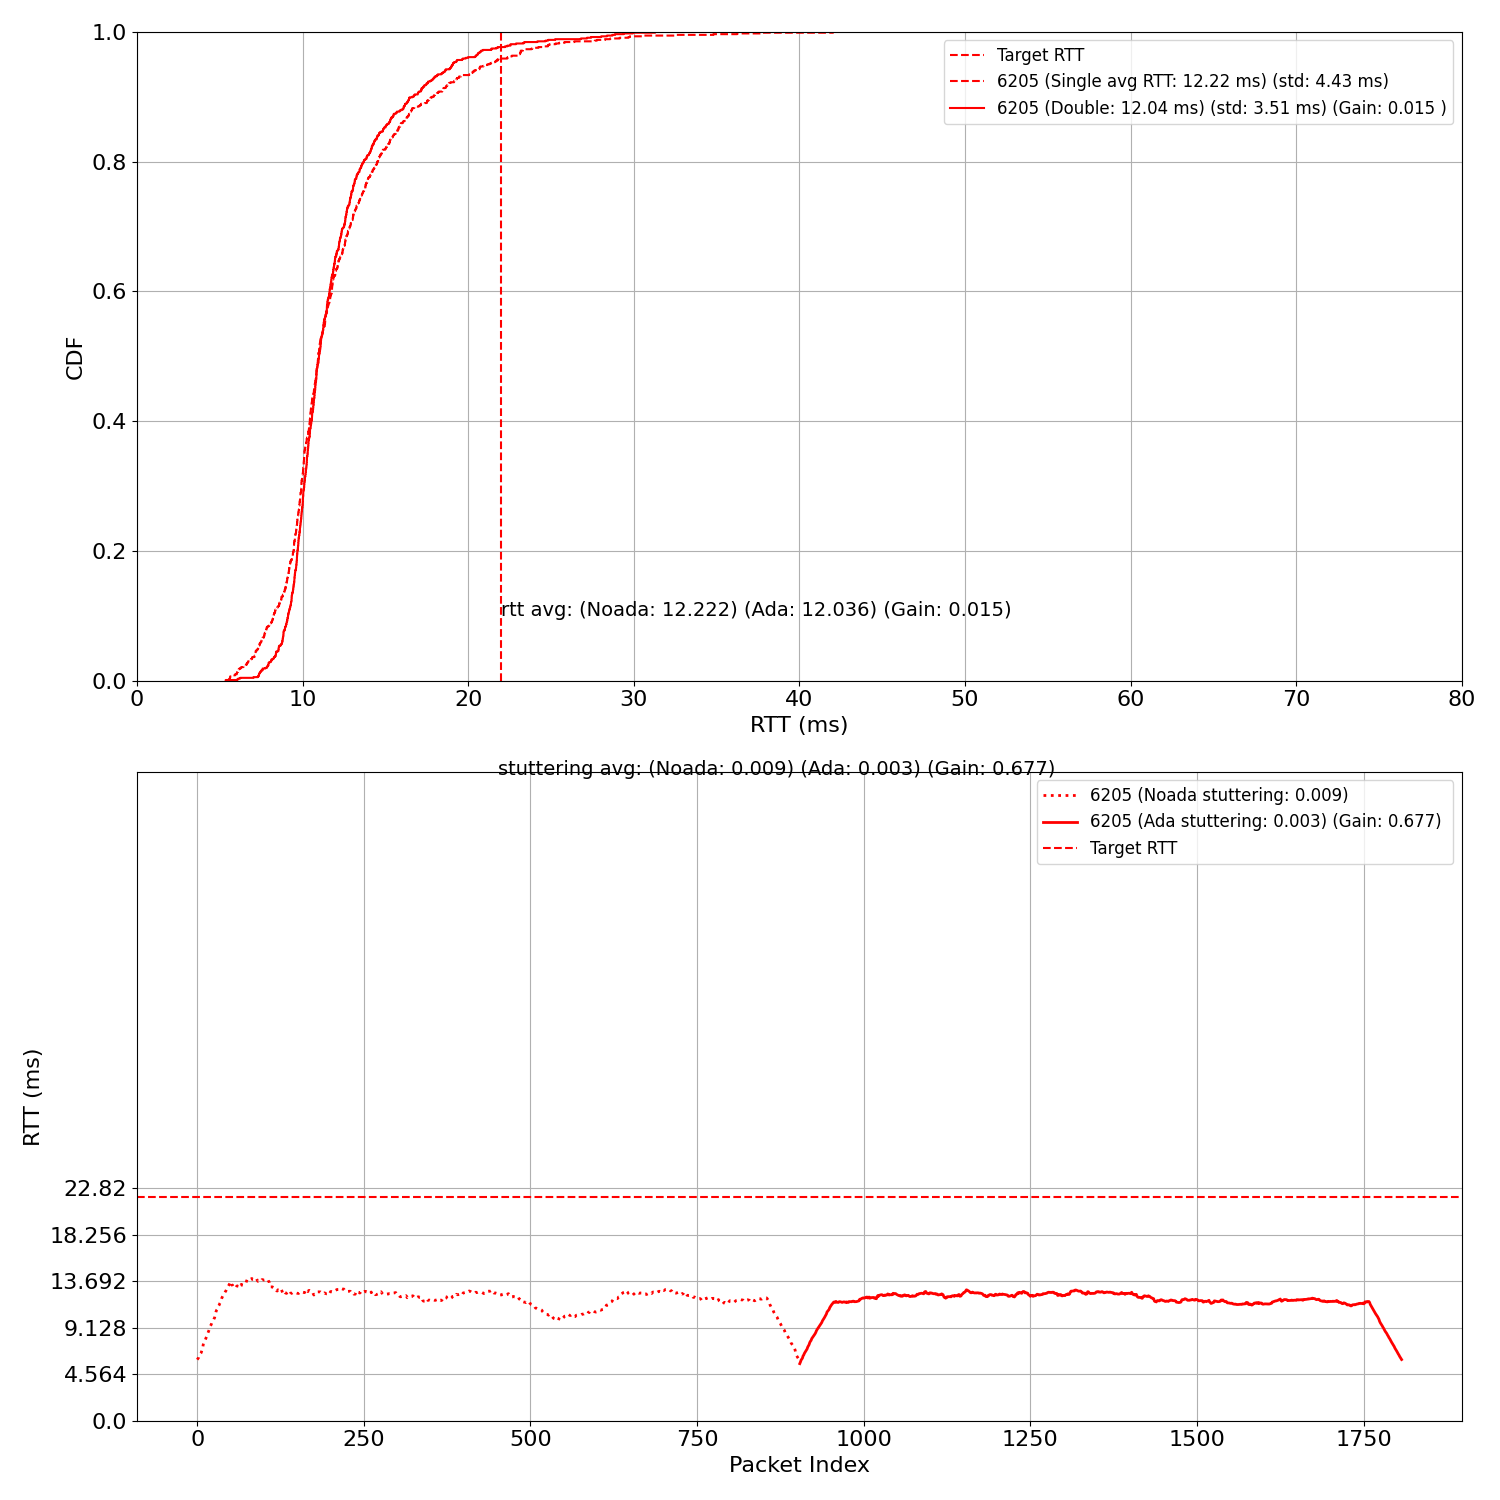 1.0
0.8
0.6
0.4
0.2
0.0
CDF
Target RTT
6205 (Single avg RTT: 12.22 ms) (std: 4.43 ms)
6205 (Double: 12.04 ms) (std: 3.51 ms) (Gain: 0.015 )
rtt avg: (Noada: 12.222) (Ada: 12.036) (Gain: 0.015)
0 10 20 30 40 50 60 70 80
RTT (ms)
stuttering avg: (Noada: 0.009) (Ada: 0.003) (Gain: 0.677)
6205 (Noada stuttering: 0.009)
6205 (Ada stuttering: 0.003) (Gain: 0.677)
Target RTT
RTT (ms)
22.82
18.256
13.692
9.128
4.564
0.0
0 250 500 750 1000 1250 1500 1750
Packet Index